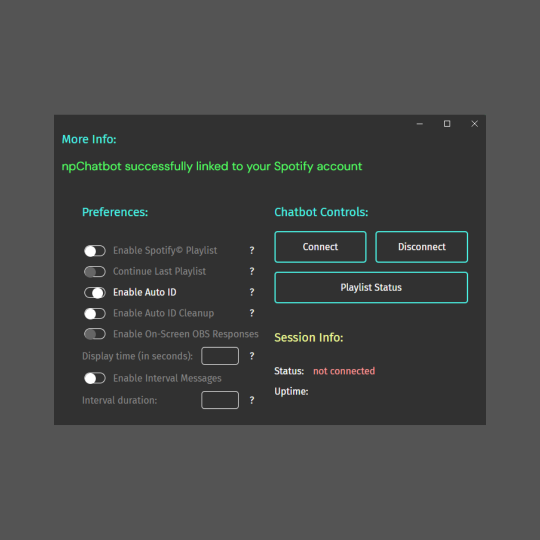 More Info:
npChatbot successfully linked to your Spotify account
Preferences:
Enable Spotify© Playlist ?
Continue Last Playlist ?
Enable Auto ID ?
Enable Auto ID Cleanup ?
Enable On-Screen OBS Responses
Display time (in seconds): ?
Enable Interval Messages
Interval duration: ?
Chatbot Controls:
Connect Disconnect
Playlist Status
Session Info:
Status: not connected
Uptime: